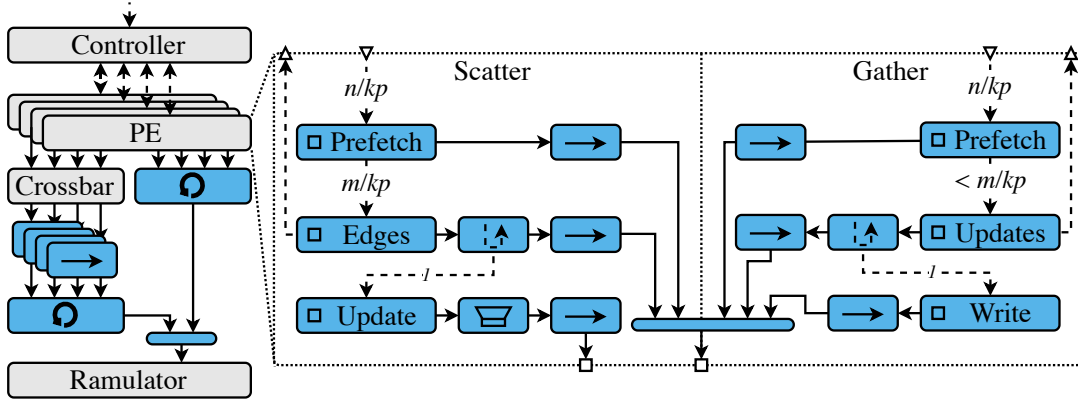 Controller
PE
Crossbar
Ramulator
Scatter
n/kp
Prefetch
m/kp
Edges
1
Update
Gather
n/kp
Prefetch
< m/kp
Updates
1
Write